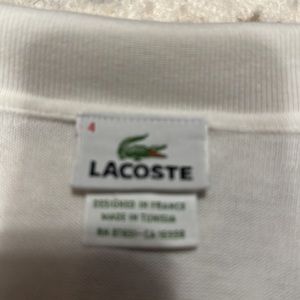 4
LACOSTE
DESIGNED IN FRANCE
MADE IN TUNISIA